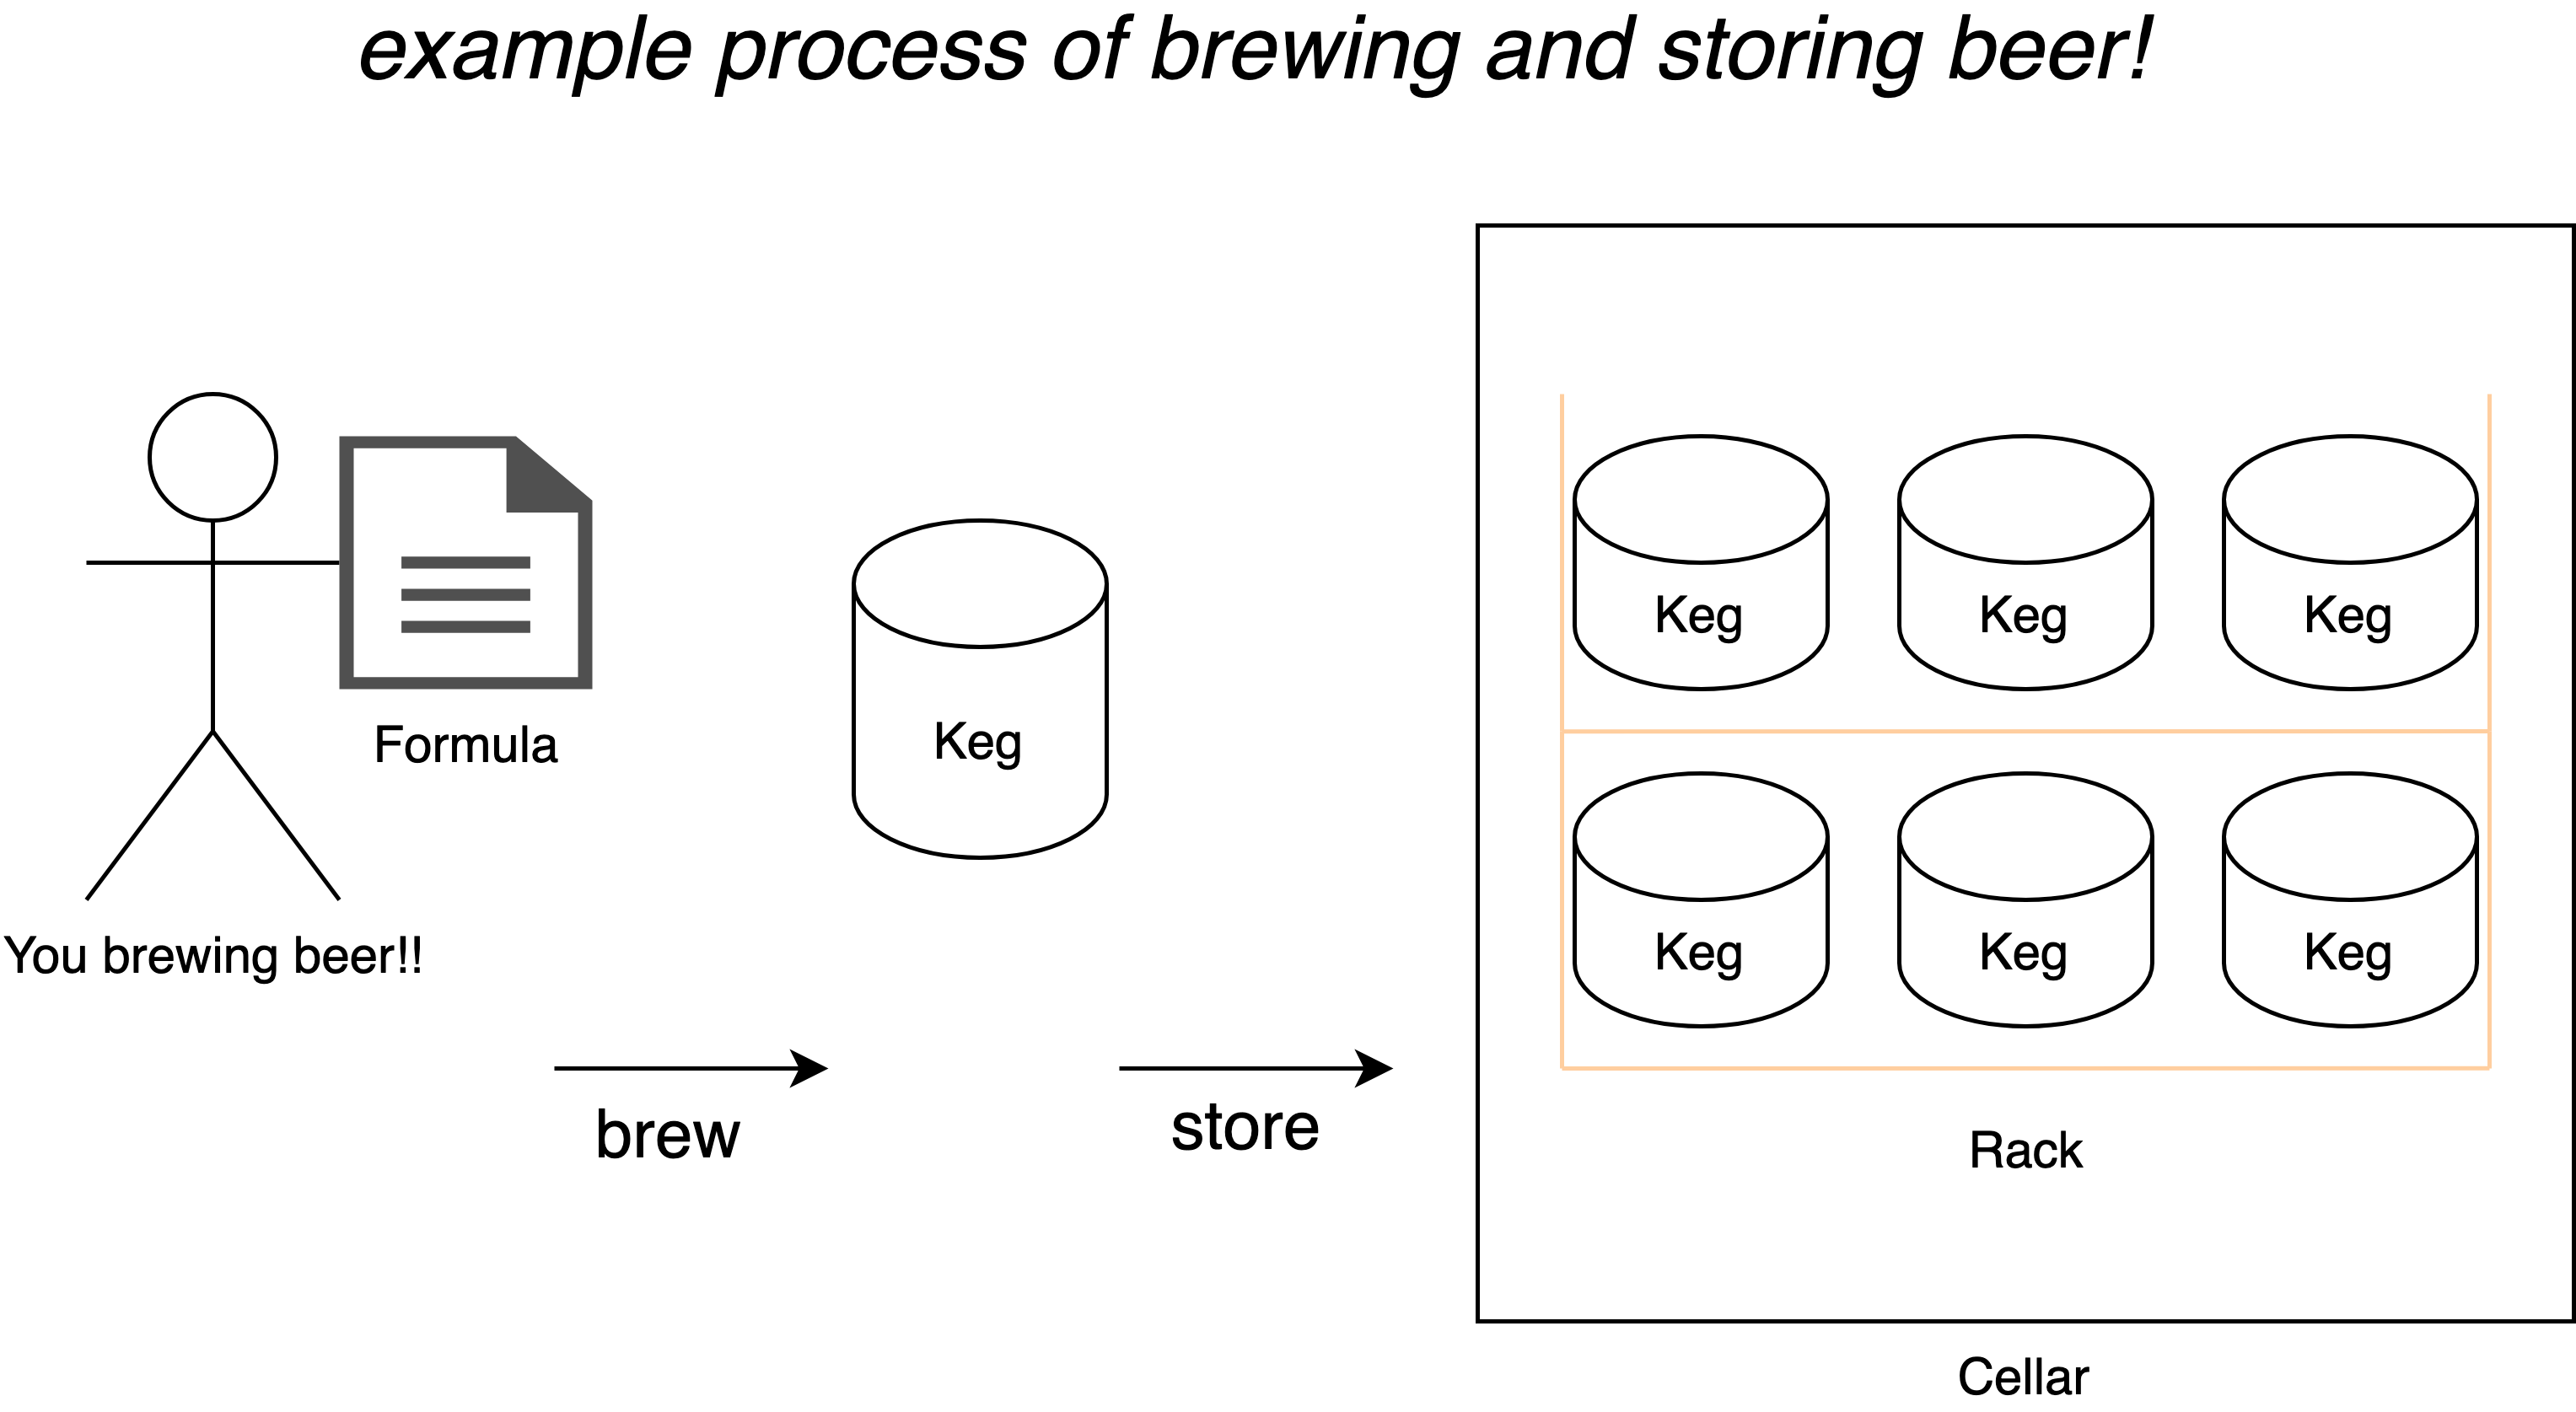 example process of brewing and storing beer!
Formula
You brewing beer!!
Keg
brew
store
Keg Keg Keg
Keg Keg Keg
Rack
Cellar